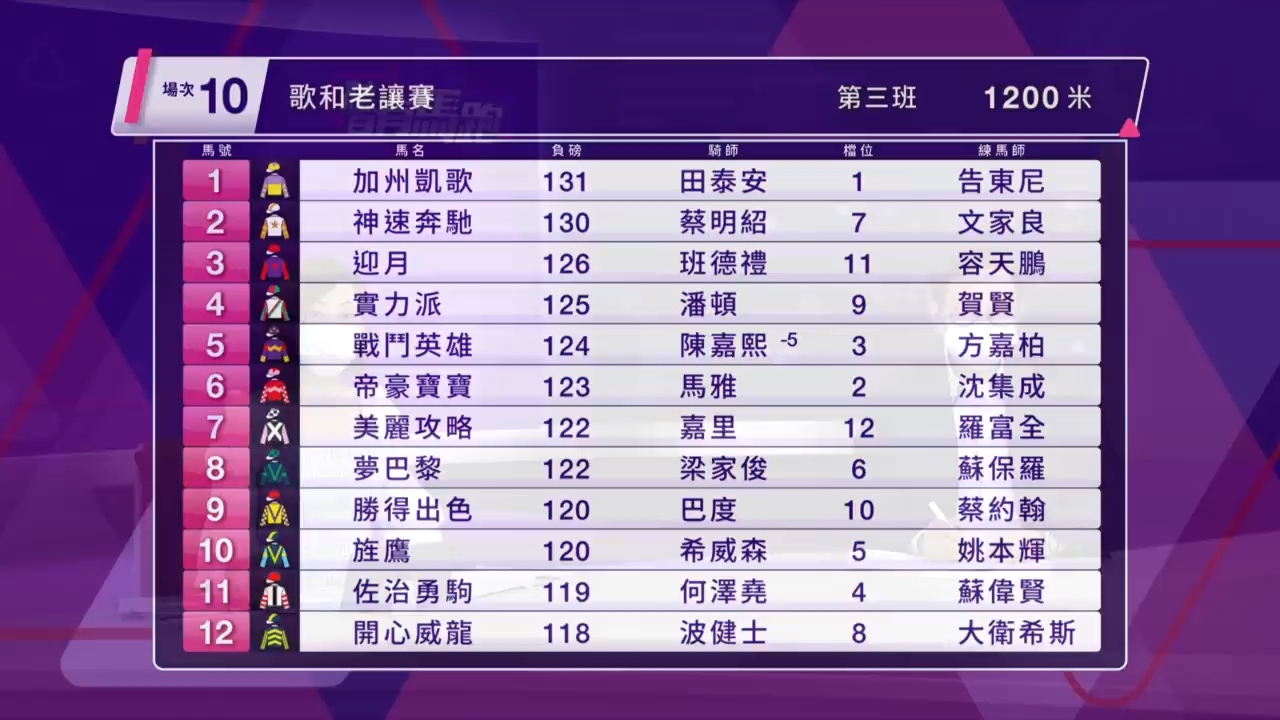 場次 10 歌和老讓賽 第三班 1200 米
馬號 馬名 負磅 騎師 檔位 練馬師
1 加州凱歌 131 田泰安 1 告東尼
2 神速奔馳 130 蔡明紹 7 文家良
3 迎月 126 班德禮 11 容天鵬
4 實力派 125 潘頓 9 賀賢
5 戰鬥英雄 124 陳嘉熙 -5 3 方嘉柏
6 帝豪寶寶 123 馬雅 2 沈集成
7 美麗攻略 122 嘉里 12 羅富全
8 夢巴黎 122 梁家俊 6 蘇保羅
9 勝得出色 120 巴度 10 蔡約翰
10 旌鷹 120 希威森 5 姚本輝
11 佐治勇駒 119 何澤堯 4 蘇偉賢
12 開心威龍 118 波健士 8 大衛希斯